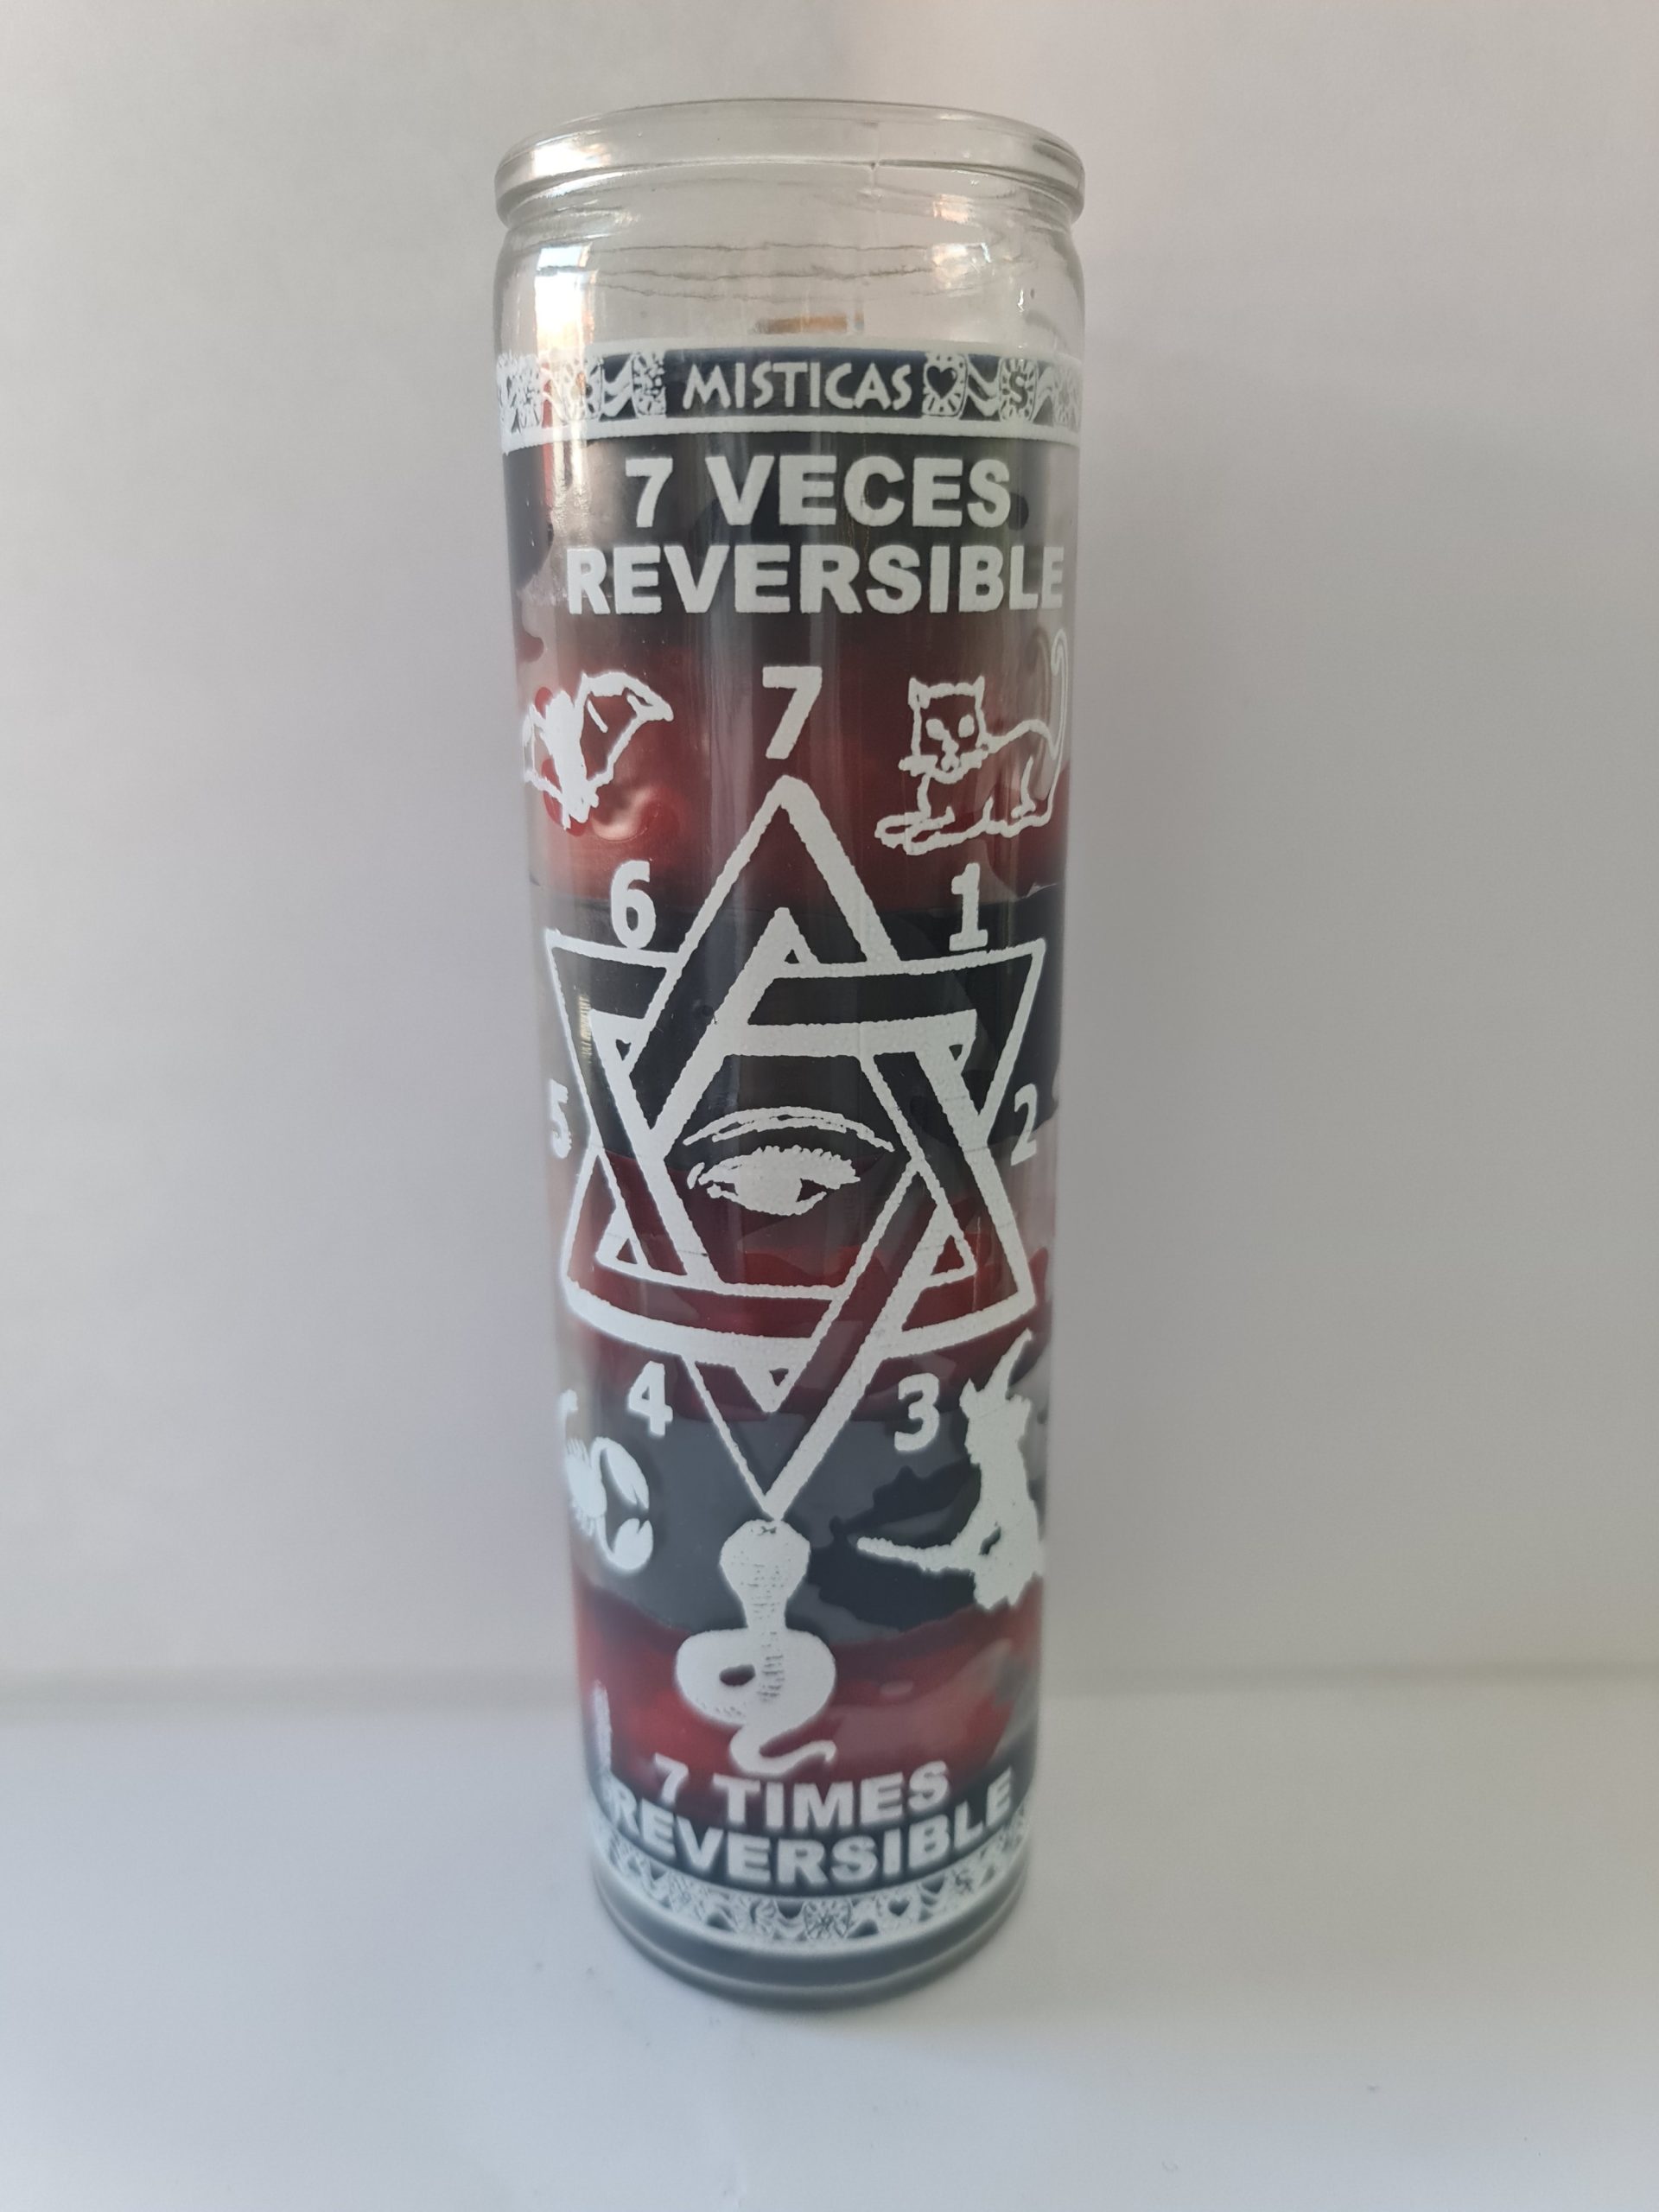 MISTICAS
7 VECES
REVERSIBLE
7
6 1
5 2
4 3
7 TIMES
REVERSIBLE